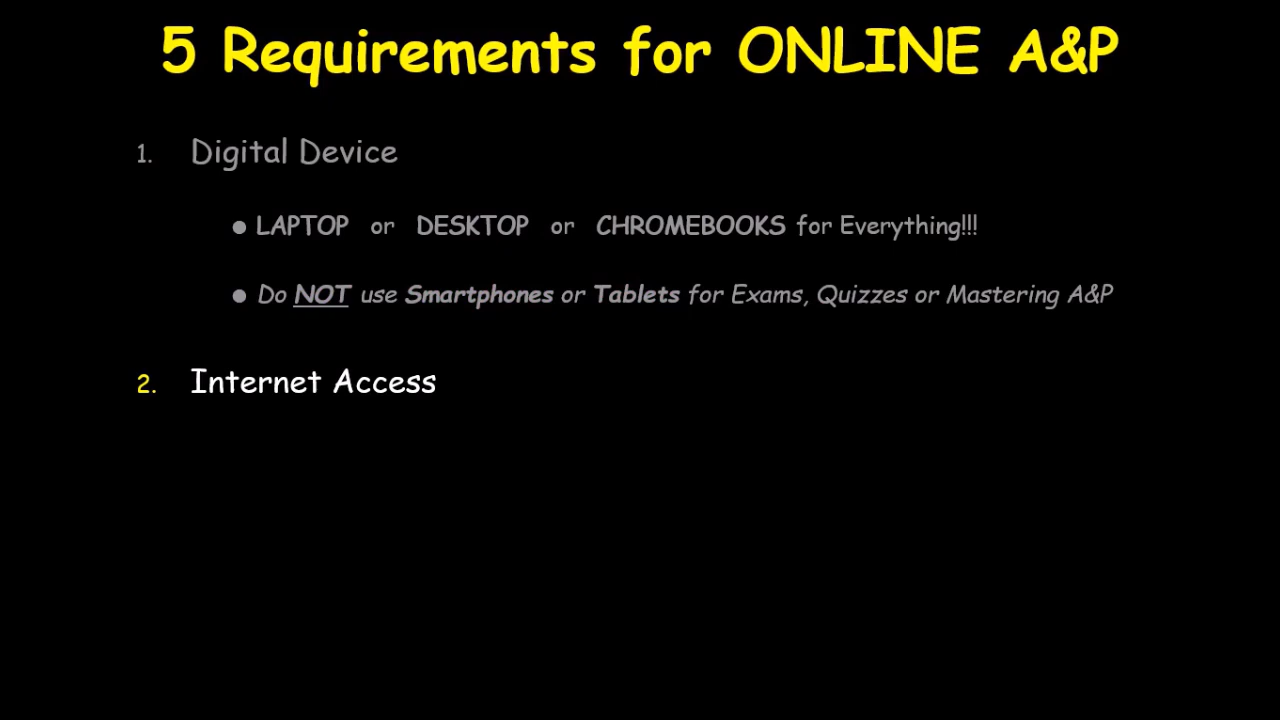 5 Requirements for ONLINE A&P
1. Digital Device
● LAPTOP or DESKTOP or CHROMEBOOKS for Everything!!!
● Do NOT use Smartphones or Tablets for Exams, Quizzes or Mastering A&P
2. Internet Access